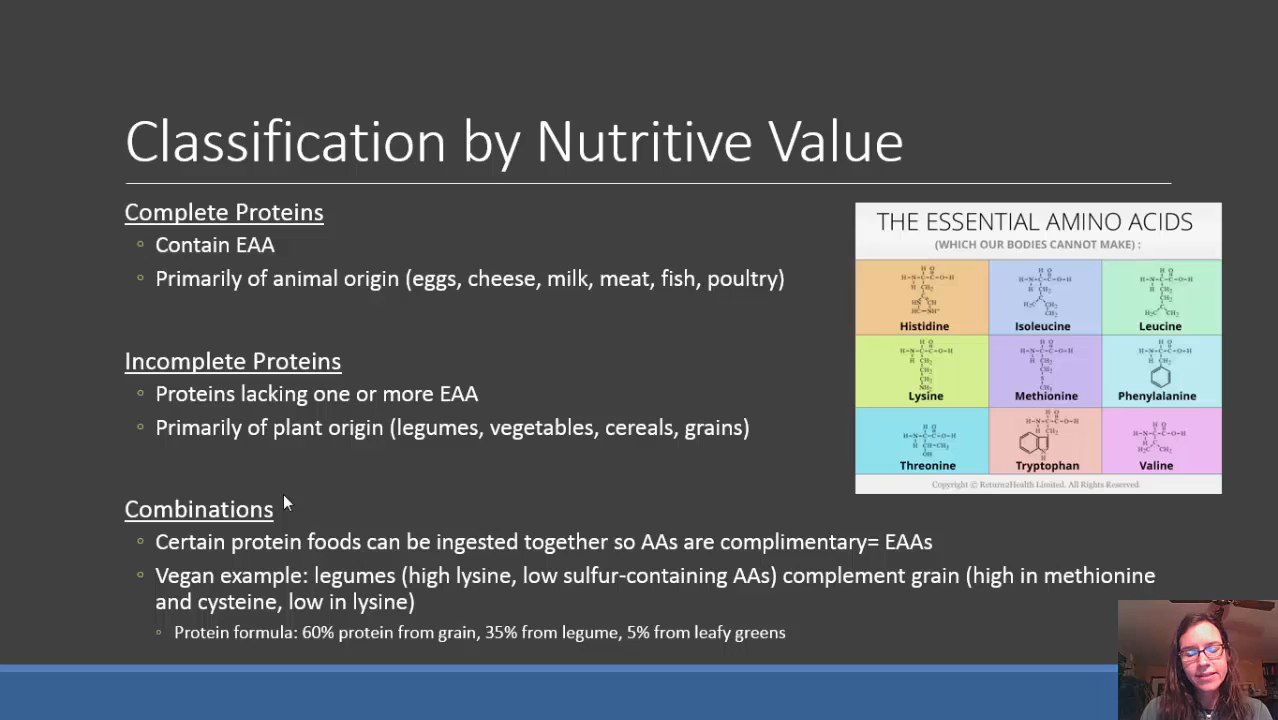 Classification by Nutritive Value
Complete Proteins
Contain EAA
Primarily of animal origin (eggs, cheese, milk, meat, fish, poultry)
Incomplete Proteins
Proteins lacking one or more EAA
Primarily of plant origin (legumes, vegetables, cereals, grains)
Combinations
Certain protein foods can be ingested together so AAs are complimentary= EAAs
Vegan example: legumes (high lysine, low sulfur-containing AAs) complement grain (high in methionine
and cysteine, low in lysine)
Protein formula: 60% protein from grain, 35% from legume, 5% from leafy greens
THE ESSENTIAL AMINO ACIDS
(WHICH OUR BODIES CANNOT MAKE) :
Histidine
Isoleucine
Leucine
Lysine
Methionine
Phenylalanine
Threonine
Tryptophan
Valine
Copyright © Return2Health Limited. All Rights Reserved.